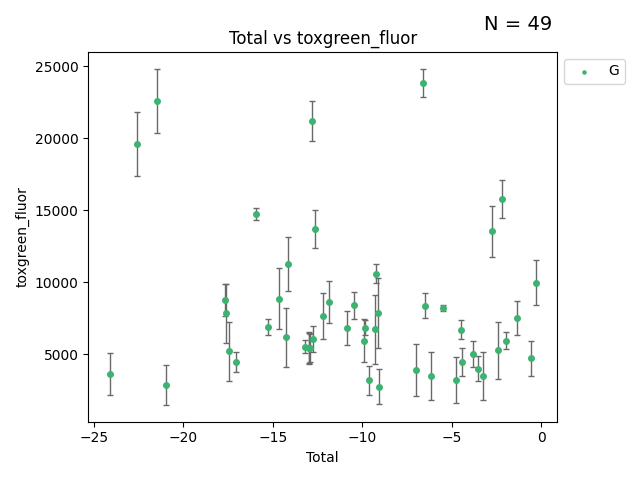 N = 49
Total vs toxgreen_fluor
G
toxgreen_fluor
25000
20000
15000
10000
5000
−25
−20
−15
−10
−5
0
Total